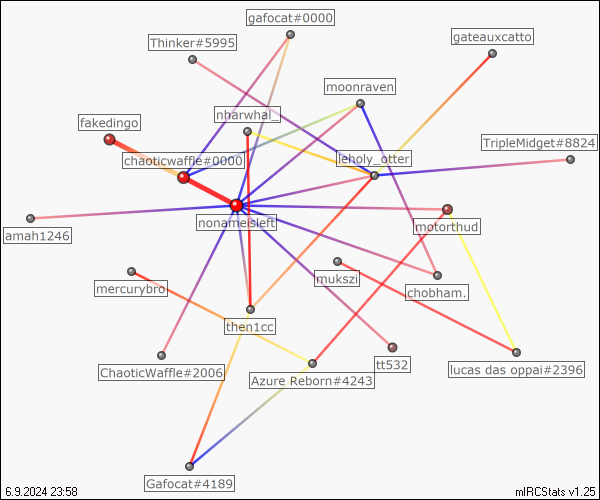 gafocat#0000
Thinker#5995
gateauxcatto
moonraven
nharwhal_
fakedingo
TripleMidget#8824
chaoticwaffle#0000
leholy_otter
nonameisleft
motorthud
amah1246
mukszi
mercurybro
chobham.
then1cc
ChaoticWaffle#2006
tt532
lucas das oppai#2396
Azure Reborn#4243
Gafocat#4189
6.9.2024 23:58
mIRCStats v1.25